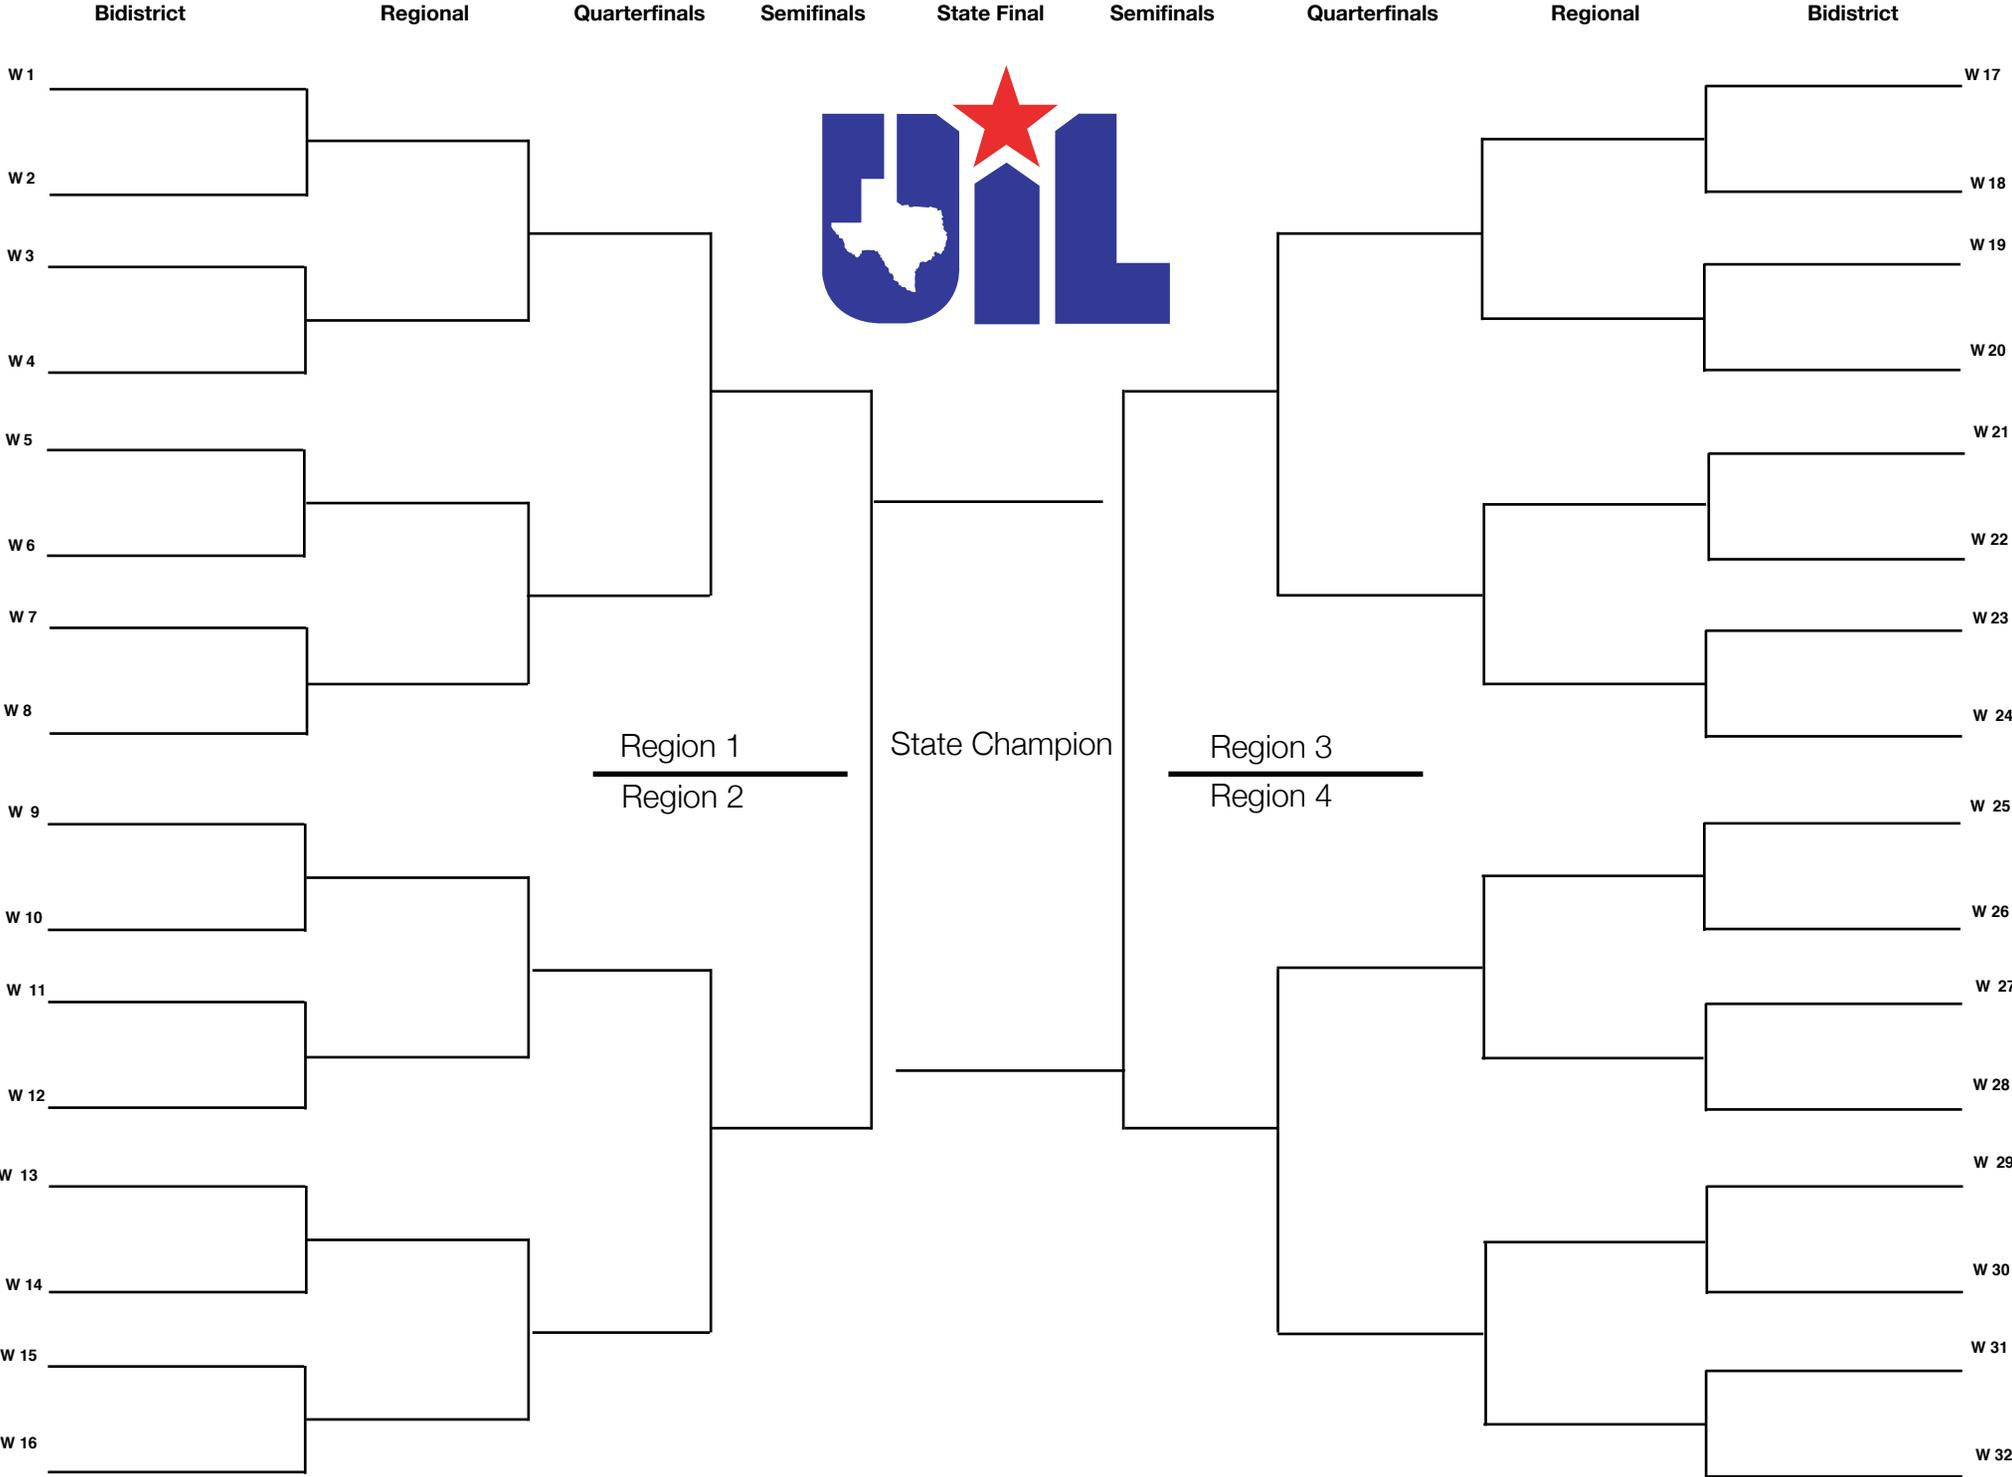 Bidistrict Regional Quarterfinals Semifinals State Final Semifinals Quarterfinals Regional Bidistrict
W 1
W 17
W 2
W 18
W 3
W 19
W 4
W 20
UIL
W 5
W 21
W 6
W 22
W 7
W 23
W 8
W 24
Region 1
State Champion
Region 3
Region 2
Region 4
W 9
W 25
W 10
W 26
W 11
W 27
W 12
W 28
W 13
W 29
W 14
W 30
W 15
W 31
W 16
W 32